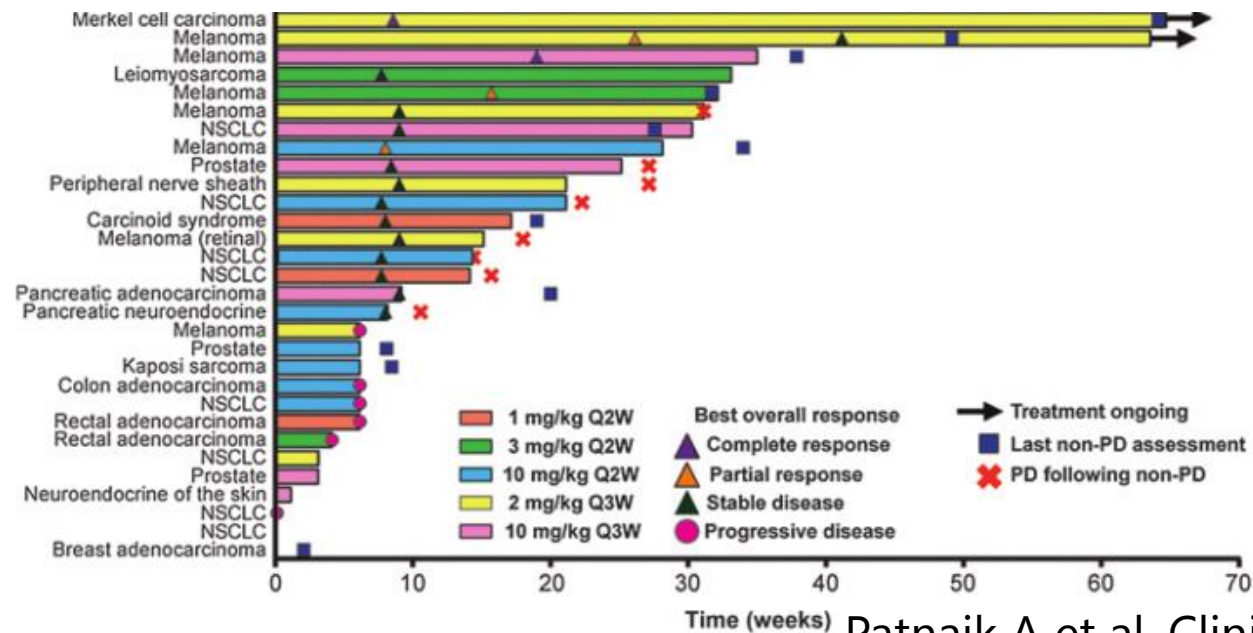 Merkel cell carcinoma
Melanoma
Melanoma
Leiomyosarcoma
Melanoma
Melanoma
NSCLC
Melanoma
Prostate
Peripheral nerve sheath
NSCLC
Carcinoid syndrome
Melanoma (retinal)
NSCLC
NSCLC
Pancreatic adenocarcinoma
Pancreatic neuroendocrine
Melanoma
Prostate
Kaposi sarcoma
Colon adenocarcinoma
NSCLC
Rectal adenocarcinoma
Rectal adenocarcinoma
NSCLC
Prostate
Neuroendocrine of the skin
NSCLC
NSCLC
Breast adenocarcinoma
1 mg/kg Q2W
3 mg/kg Q2W
10 mg/kg Q2W
2 mg/kg Q3W
10 mg/kg Q3W
Best overall response
Complete response
Partial response
Stable disease
Progressive disease
Treatment ongoing
Last non-PD assessment
PD following non-PD
0 10 20 30 40 50 60 70
Time (weeks)
Patnaik A et al. Clini